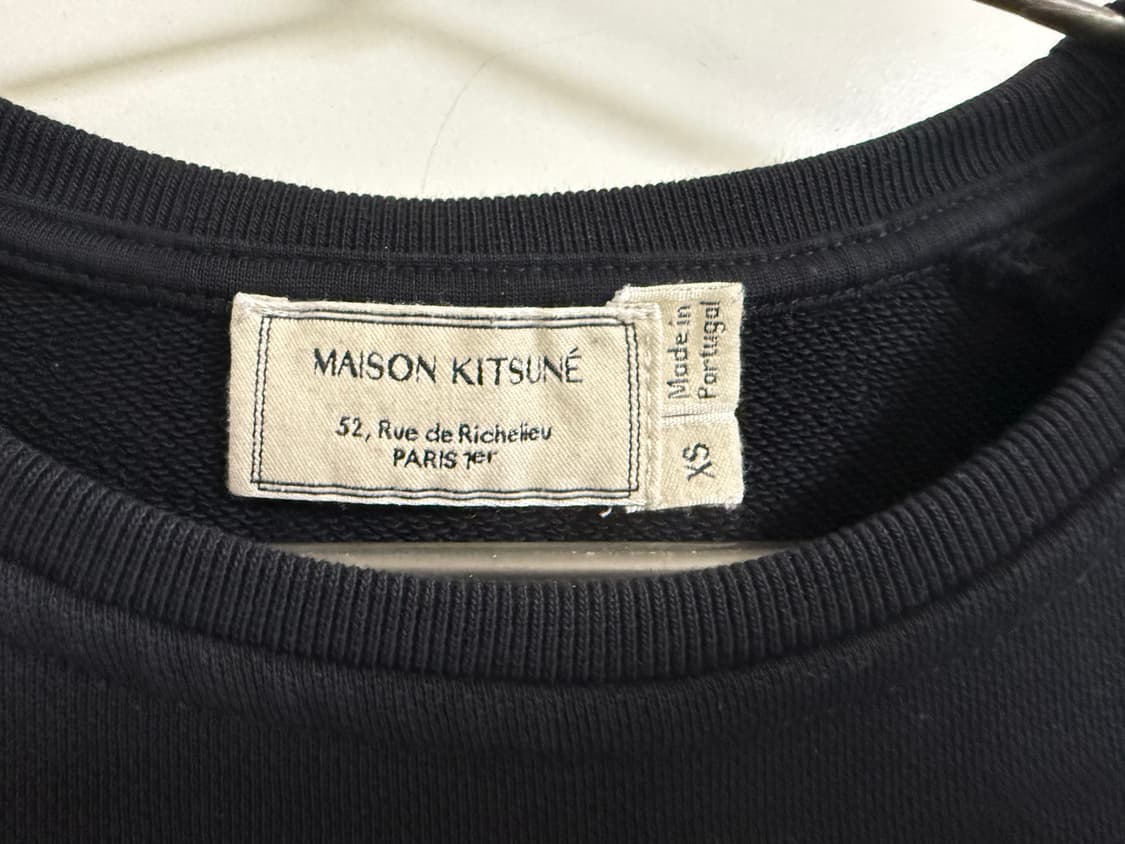 MAISON KITSUNÉ
52, Rue de Richelieu
PARIS 1er
Made in
Portugal
XS